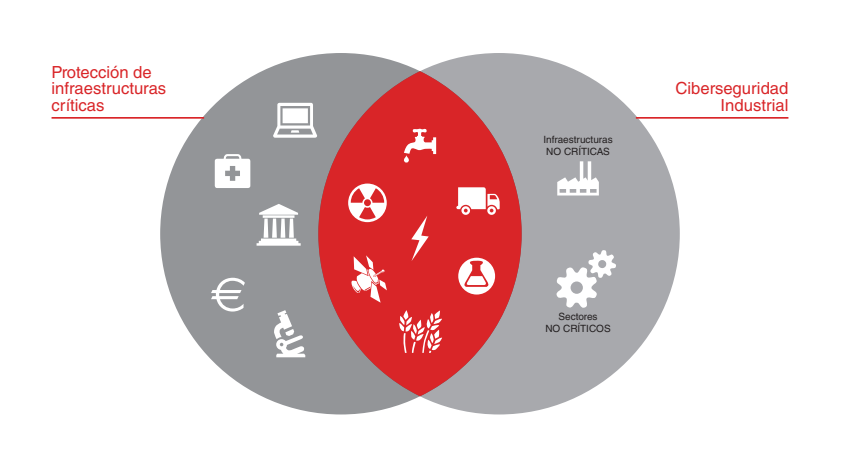 Protección de
infraestructuras
críticas
Ciberseguridad
Industrial
Infraestructuras
NO CRÍTICAS
Sectores
NO CRÍTICOS